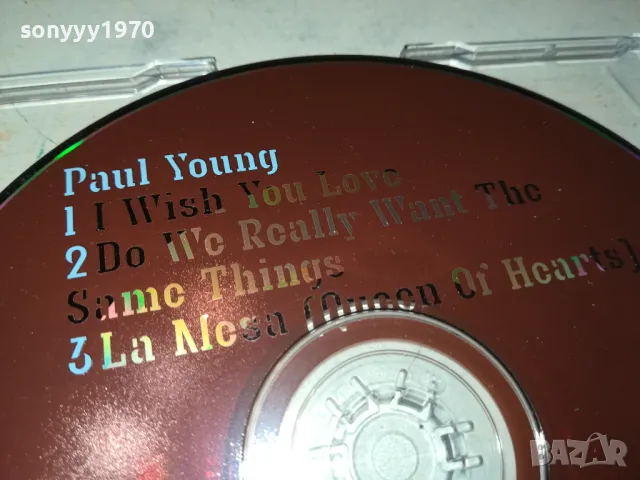 sonyyy1970
Paul Young
1 I Wish You Love
2 Do We Really Want The
Same Things
3 La Mesa (Queen Of Hearts)
BAZAR